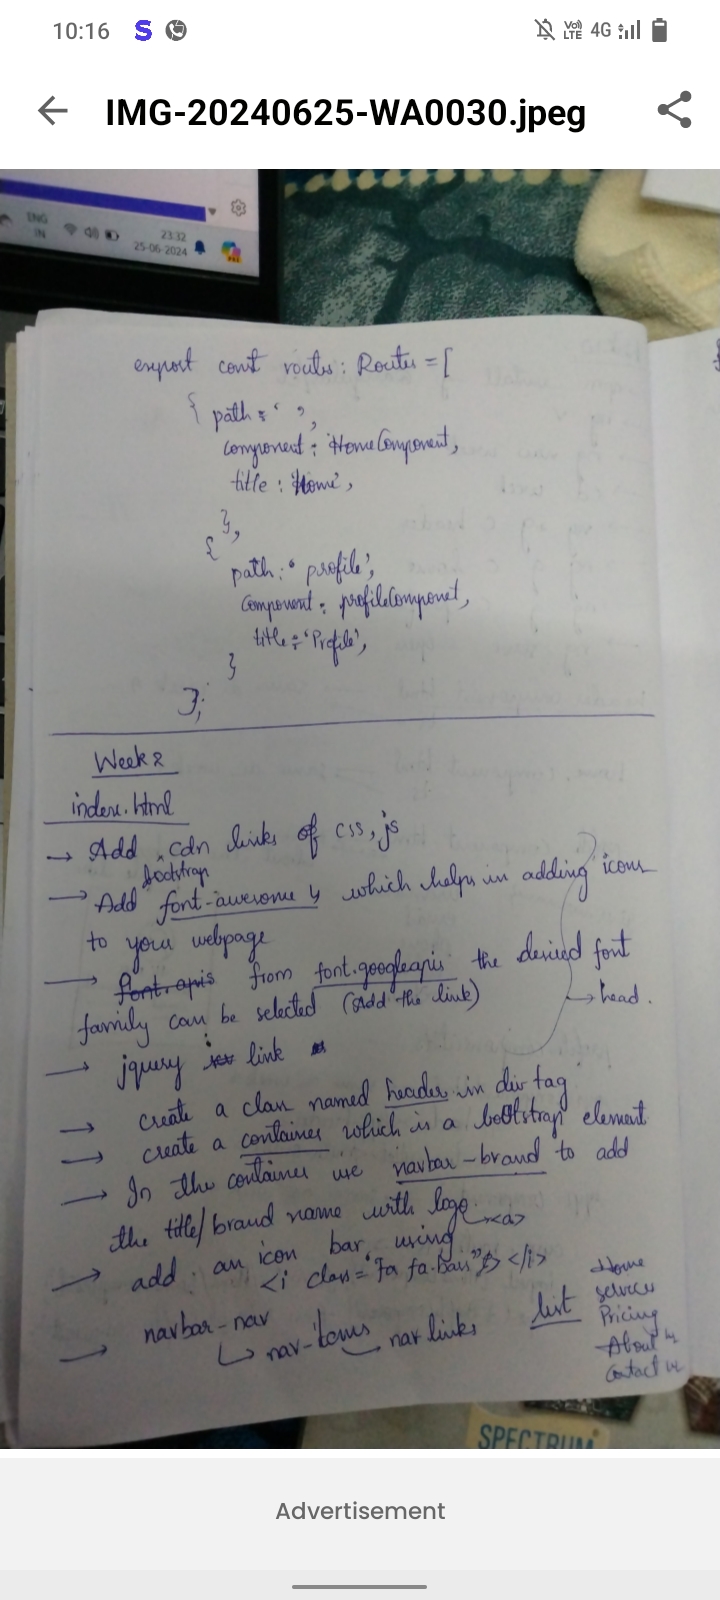 10:16 S Vo)) LTE 4G
IMG-20240625-WA0030.jpeg
ENG
IN
23:32
25-06-2024
export const routes: Routes = [
{ path: ' ',
component: 'HomeComponent,
title: 'Home',
},
{
path: ' profile',
Component: profileComponet,
title: 'Profile',
}
];
Week 2
index.html
→ Add cdn links of css, js
bootstrap
→ Add font-awesome which helps in adding icons
to your webpage
→ font.apis from font.googleapis the desired font
family can be selected (Add the link)
→ head.
→ jquery link
→ create a class named header in div tag
→ create a container which is a bootstrap element
→ In the container use navbar-brand to add
the title/brand name with logo.
<a>
→ add an icon bar using
<i class="fa fa-bars"> </i>
→ navbar-nav
nav-items nav links
list
Home
services
Pricing
About us
Contact us
SPECTRUM
Advertisement